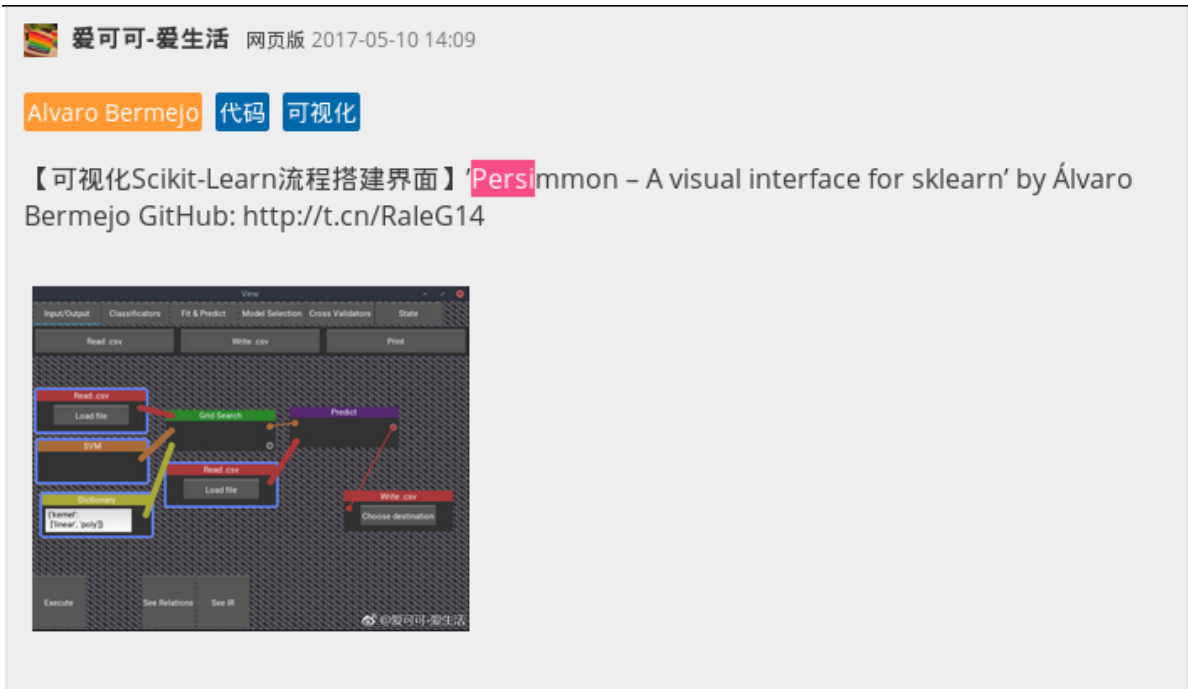 爱可可-爱生活 网页版 2017-05-10 14:09
Alvaro Bermejo 代码 可视化
【可视化Scikit-Learn流程搭建界面】’Persimmon – A visual interface for sklearn’ by Álvaro
Bermejo GitHub: http://t.cn/RaleG14
View
Input/Output Classificators Fit & Predict Model Selection Cross Validators State
Read .csv Write .csv Print
Read .csv
Load file
Grid Search
Predict
SVM
Read .csv
Load file
Dictionary
{'kernel':
['linear', 'poly']}
Write .csv
Choose destination
Execute See Relations See IR
@爱可可-爱生活